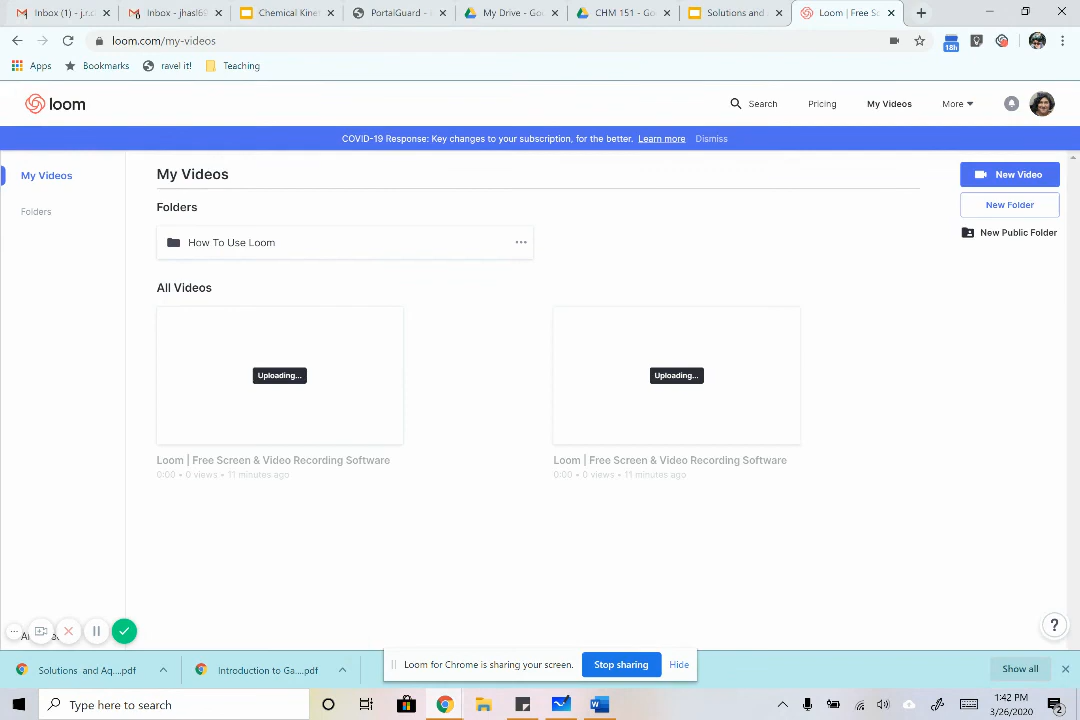 Inbox (1) - j.r.c
Inbox - jhasl6
Chemical Kine
PortalGuard - 
My Drive - Go
CHM 151 - Go
Solutions and
Loom | Free S
loom.com/my-videos
18h
Apps
Bookmarks
ravel it!
Teaching
loom
Search
Pricing
My Videos
More
COVID-19 Response: Key changes to your subscription, for the better. Learn more Dismiss
My Videos
Folders
My Videos
New Video
New Folder
New Public Folder
Folders
How To Use Loom
All Videos
Uploading...
Uploading...
Loom | Free Screen & Video Recording Software
0:00 • 0 views • 11 minutes ago
Loom | Free Screen & Video Recording Software
0:00 • 0 views • 11 minutes ago
?
Solutions- and Aq....pdf
Introduction to Ga....pdf
Loom for Chrome is sharing your screen.
Stop sharing
Hide
Show all
Type here to search
1:42 PM
3/26/2020
2